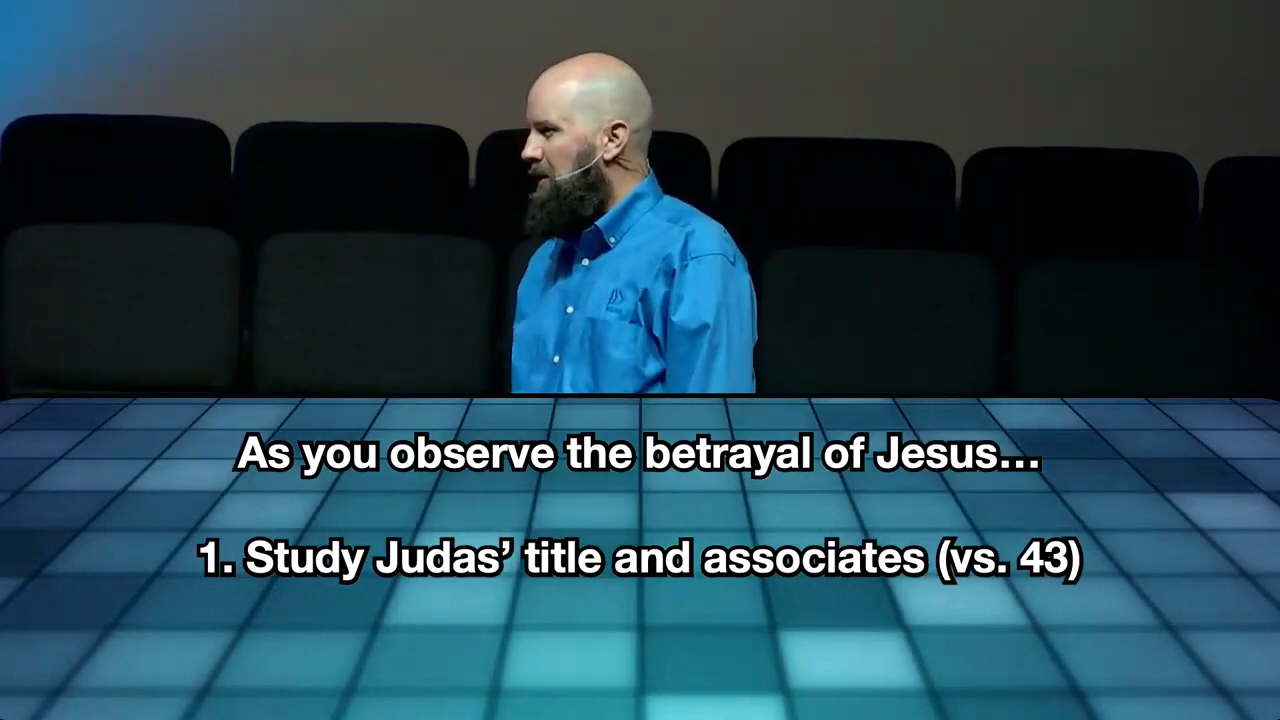 As you observe the betrayal of Jesus…
1. Study Judas’ title and associates (vs. 43)